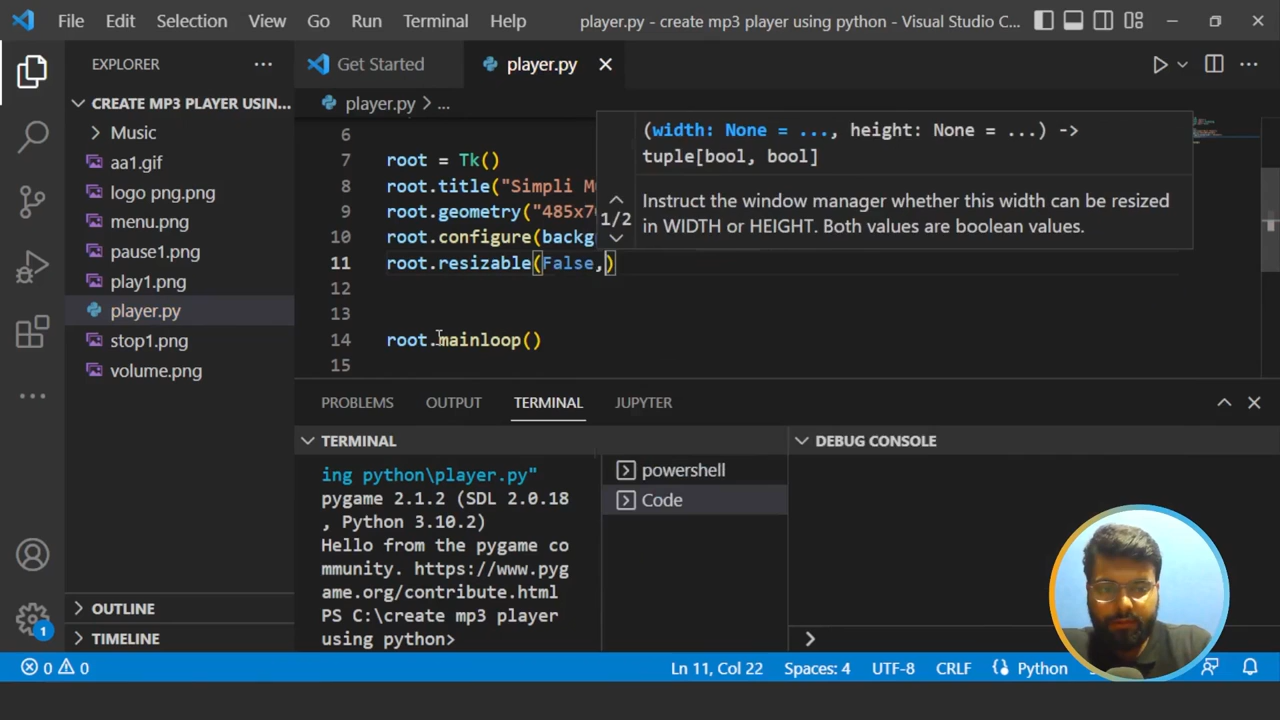 File Edit Selection View Go Run Terminal Help player.py - create mp3 player using python - Visual Studio C...
EXPLORER
Get Started
player.py
CREATE MP3 PLAYER USIN...
Music
aa1.gif
logo png.png
menu.png
pause1.png
play1.png
player.py
stop1.png
volume.png
OUTLINE
TIMELINE
player.py > ...
6
7 root = Tk()
8 root.title("Simpli M
9 root.geometry("485x7
10 root.configure(backg
11 root.resizable(False,)
12
13
14 root.mainloop()
15
(width: None = ..., height: None = ...) ->
tuple[bool, bool]
1/2
Instruct the window manager whether this width can be resized
in WIDTH or HEIGHT. Both values are boolean values.
PROBLEMS OUTPUT TERMINAL JUPYTER
TERMINAL
ing python\player.py"
pygame 2.1.2 (SDL 2.0.18
, Python 3.10.2)
Hello from the pygame co
mmunity. https://www.pyg
ame.org/contribute.html
PS C:\create mp3 player
using python>
powershell
Code
DEBUG CONSOLE
1
0 0 Ln 11, Col 22 Spaces: 4 UTF-8 CRLF Python